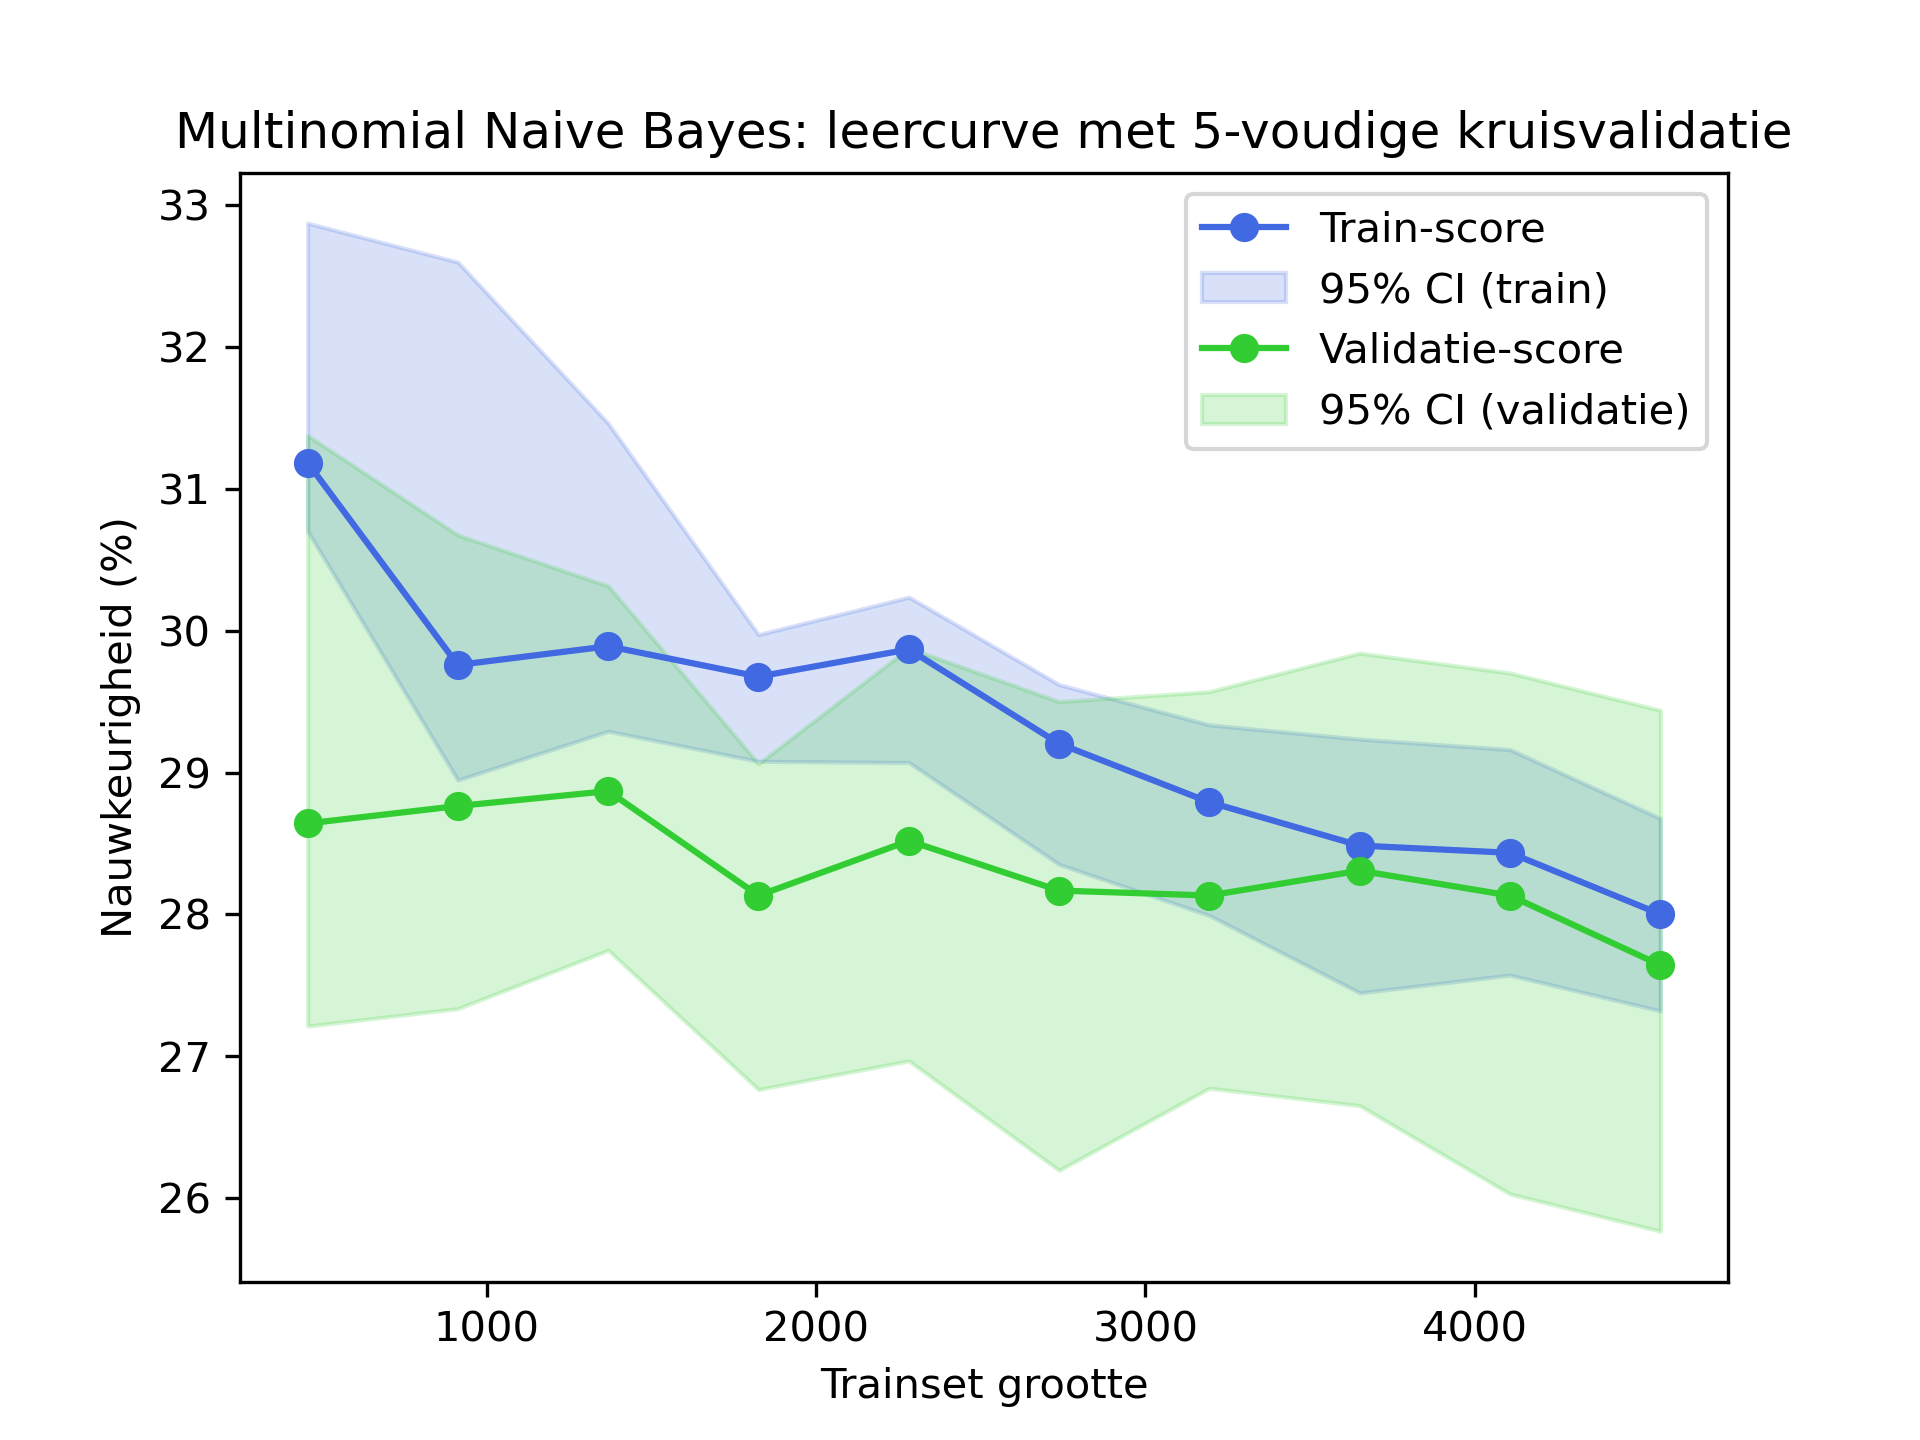 Multinomial Naive Bayes: leercurve met 5-voudige kruisvalidatie
Train-score
95% CI (train)
Validatie-score
95% CI (validatie)
Nauwkeurigheid (%)
33
32
31
30
29
28
27
26
1000
2000
3000
4000
Trainset grootte